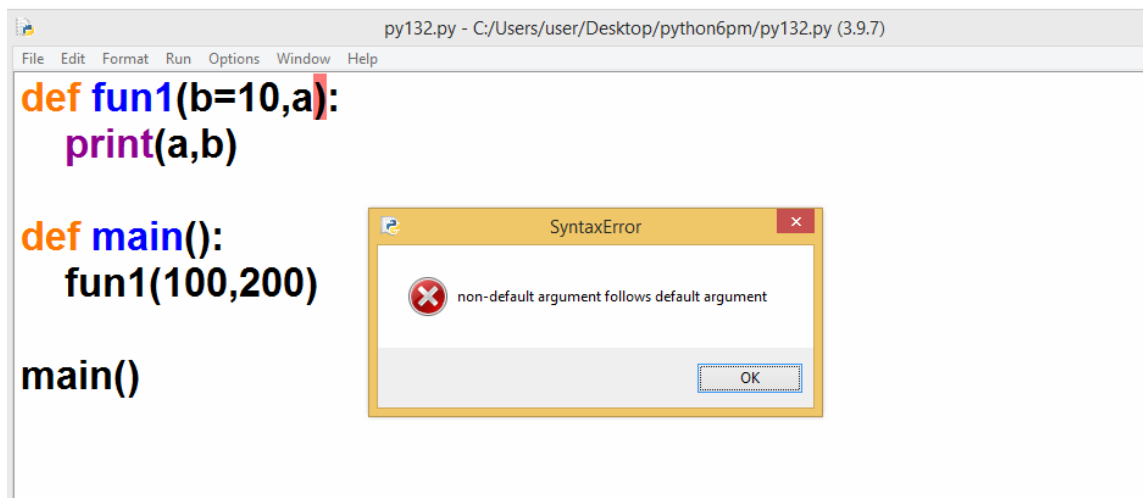 py132.py - C:/Users/user/Desktop/python6pm/py132.py (3.9.7)
File Edit Format Run Options Window Help
def fun1(b=10,a):
    print(a,b)
def main():
    fun1(100,200)
main()
SyntaxError
non-default argument follows default argument
OK